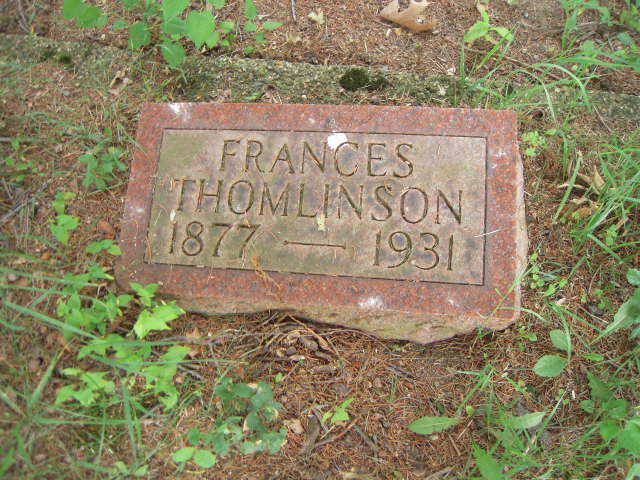 FRANCES
THOMLINSON
1877 — 1931